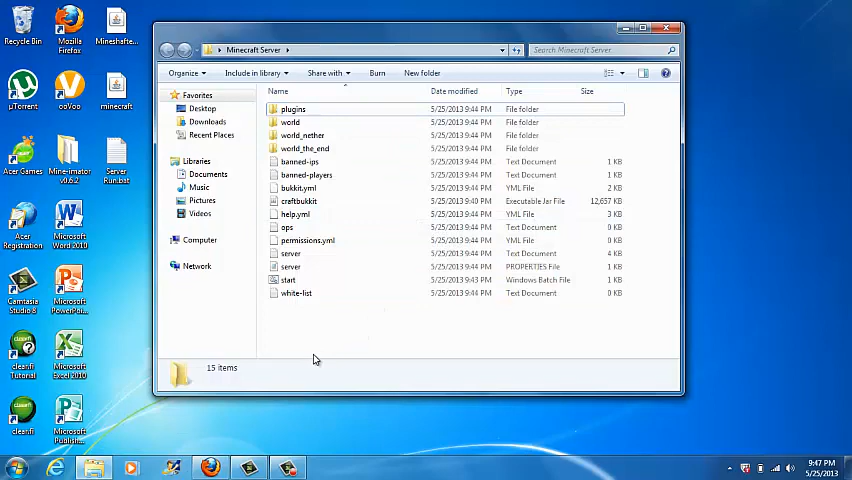 Recycle Bin
Mozilla Firefox
Mineshafte...
µTorrent
ooVoo
minecraft
Acer Games
Mine-imator v0.6.2
Server Run.bat
Acer Registration
Microsoft Word 2010
Camtasia Studio 8
Microsoft PowerPoi...
clear.fi Tutorial
Microsoft Excel 2010
clear.fi
Microsoft Publish...
Minecraft Server
Search Minecraft Server
Organize
Include in library
Share with
Burn
New folder
Favorites
Desktop
Downloads
Recent Places
Libraries
Documents
Music
Pictures
Videos
Computer
Network
Name Date modified Type Size
plugins 5/25/2013 9:44 PM File folder
world 5/25/2013 9:44 PM File folder
world_nether 5/25/2013 9:44 PM File folder
world_the_end 5/25/2013 9:44 PM File folder
banned-ips 5/25/2013 9:44 PM Text Document 1 KB
banned-players 5/25/2013 9:44 PM Text Document 1 KB
bukkit.yml 5/25/2013 9:44 PM YML File 2 KB
craftbukkit 5/25/2013 9:40 PM Executable Jar File 12,657 KB
help.yml 5/25/2013 9:44 PM YML File 3 KB
ops 5/25/2013 9:44 PM Text Document 0 KB
permissions.yml 5/25/2013 9:44 PM YML File 0 KB
server 5/25/2013 9:44 PM Text Document 4 KB
server 5/25/2013 9:44 PM PROPERTIES File 1 KB
start 5/25/2013 9:43 PM Windows Batch File 1 KB
white-list 5/25/2013 9:44 PM Text Document 0 KB
15 items
9:47 PM
5/25/2013